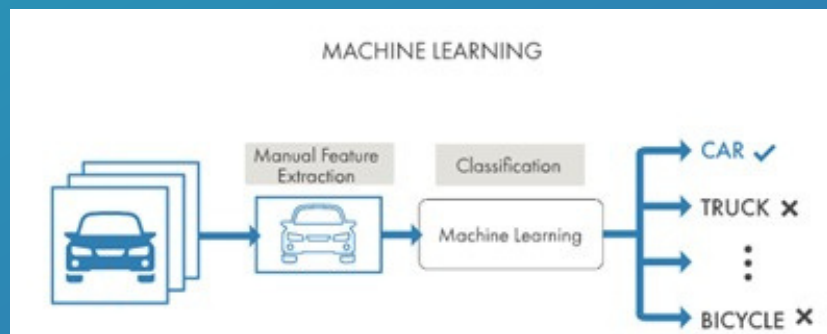 MACHINE LEARNING
Manual Feature
Extraction
Classification
Machine Learning
CAR ✓
TRUCK ✕
⋮
BICYCLE ✕